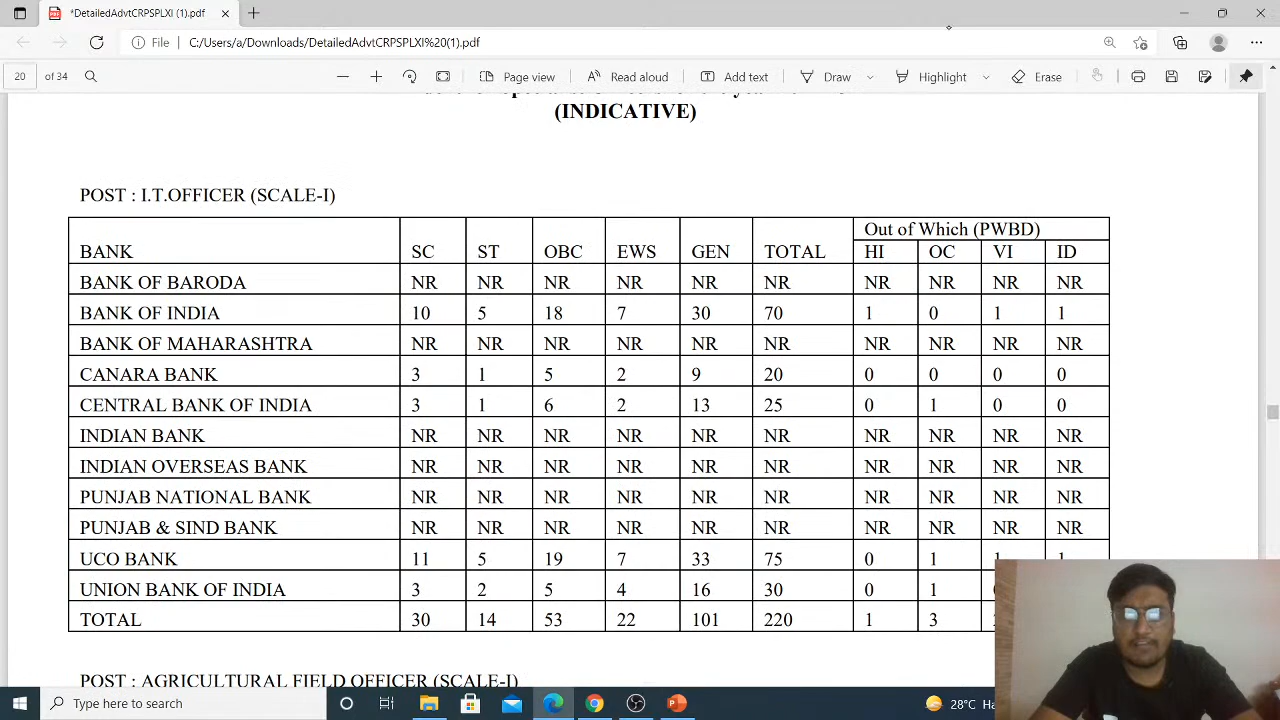 *DetailedAdvtCRPSPLXI (1).pdf
File C:/Users/a/Downloads/DetailedAdvtCRPSPLXI%20(1).pdf
20 of 34 Page view Read aloud Add text Draw Highlight Erase
(INDICATIVE)
POST : I.T.OFFICER (SCALE-I)
Out of Which (PWBD)
BANK SC ST OBC EWS GEN TOTAL HI OC VI ID
BANK OF BARODA NR NR NR NR NR NR NR NR NR NR
BANK OF INDIA 10 5 18 7 30 70 1 0 1 1
BANK OF MAHARASHTRA NR NR NR NR NR NR NR NR NR NR
CANARA BANK 3 1 5 2 9 20 0 0 0 0
CENTRAL BANK OF INDIA 3 1 6 2 13 25 0 1 0 0
INDIAN BANK NR NR NR NR NR NR NR NR NR NR
INDIAN OVERSEAS BANK NR NR NR NR NR NR NR NR NR NR
PUNJAB NATIONAL BANK NR NR NR NR NR NR NR NR NR NR
PUNJAB & SIND BANK NR NR NR NR NR NR NR NR NR NR
UCO BANK 11 5 19 7 33 75 0 1 1 1
UNION BANK OF INDIA 3 2 5 4 16 30 0 1
TOTAL 30 14 53 22 101 220 1 3
POST : AGRICULTURAL FIELD OFFICER (SCALE-I)
Type here to search 28°C